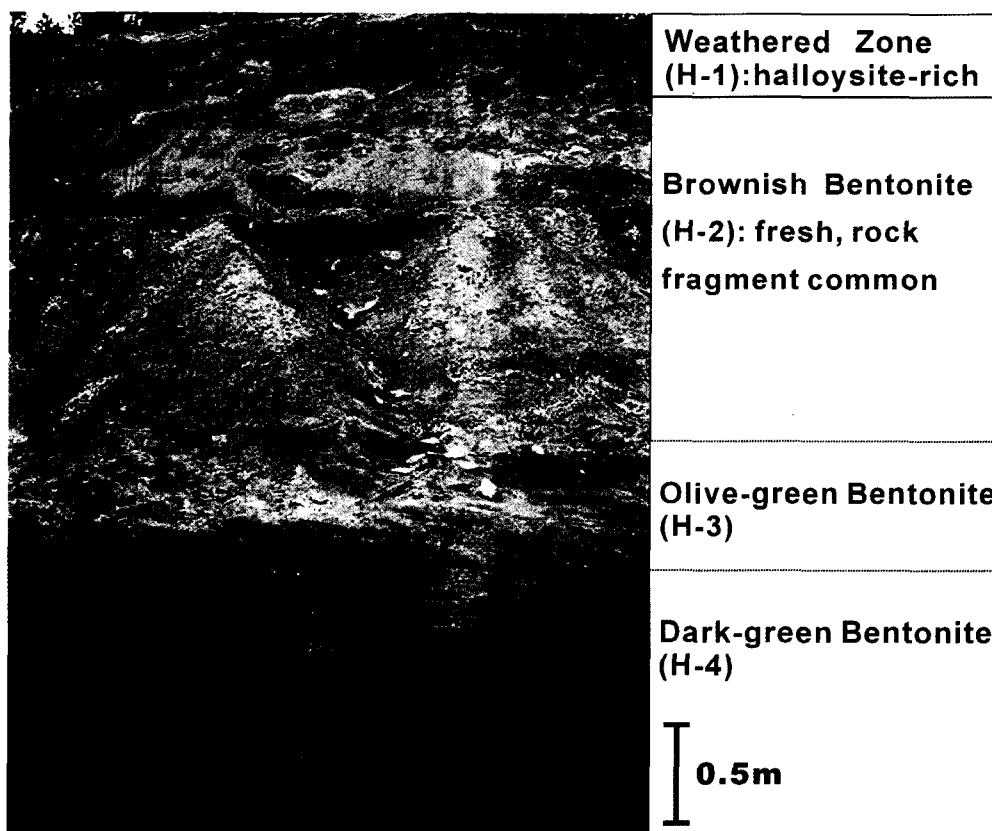 Weathered Zone
(H-1):halloysite-rich
Brownish Bentonite
(H-2): fresh, rock
fragment common
Olive-green Bentonite
(H-3)
Dark-green Bentonite
(H-4)
0.5m